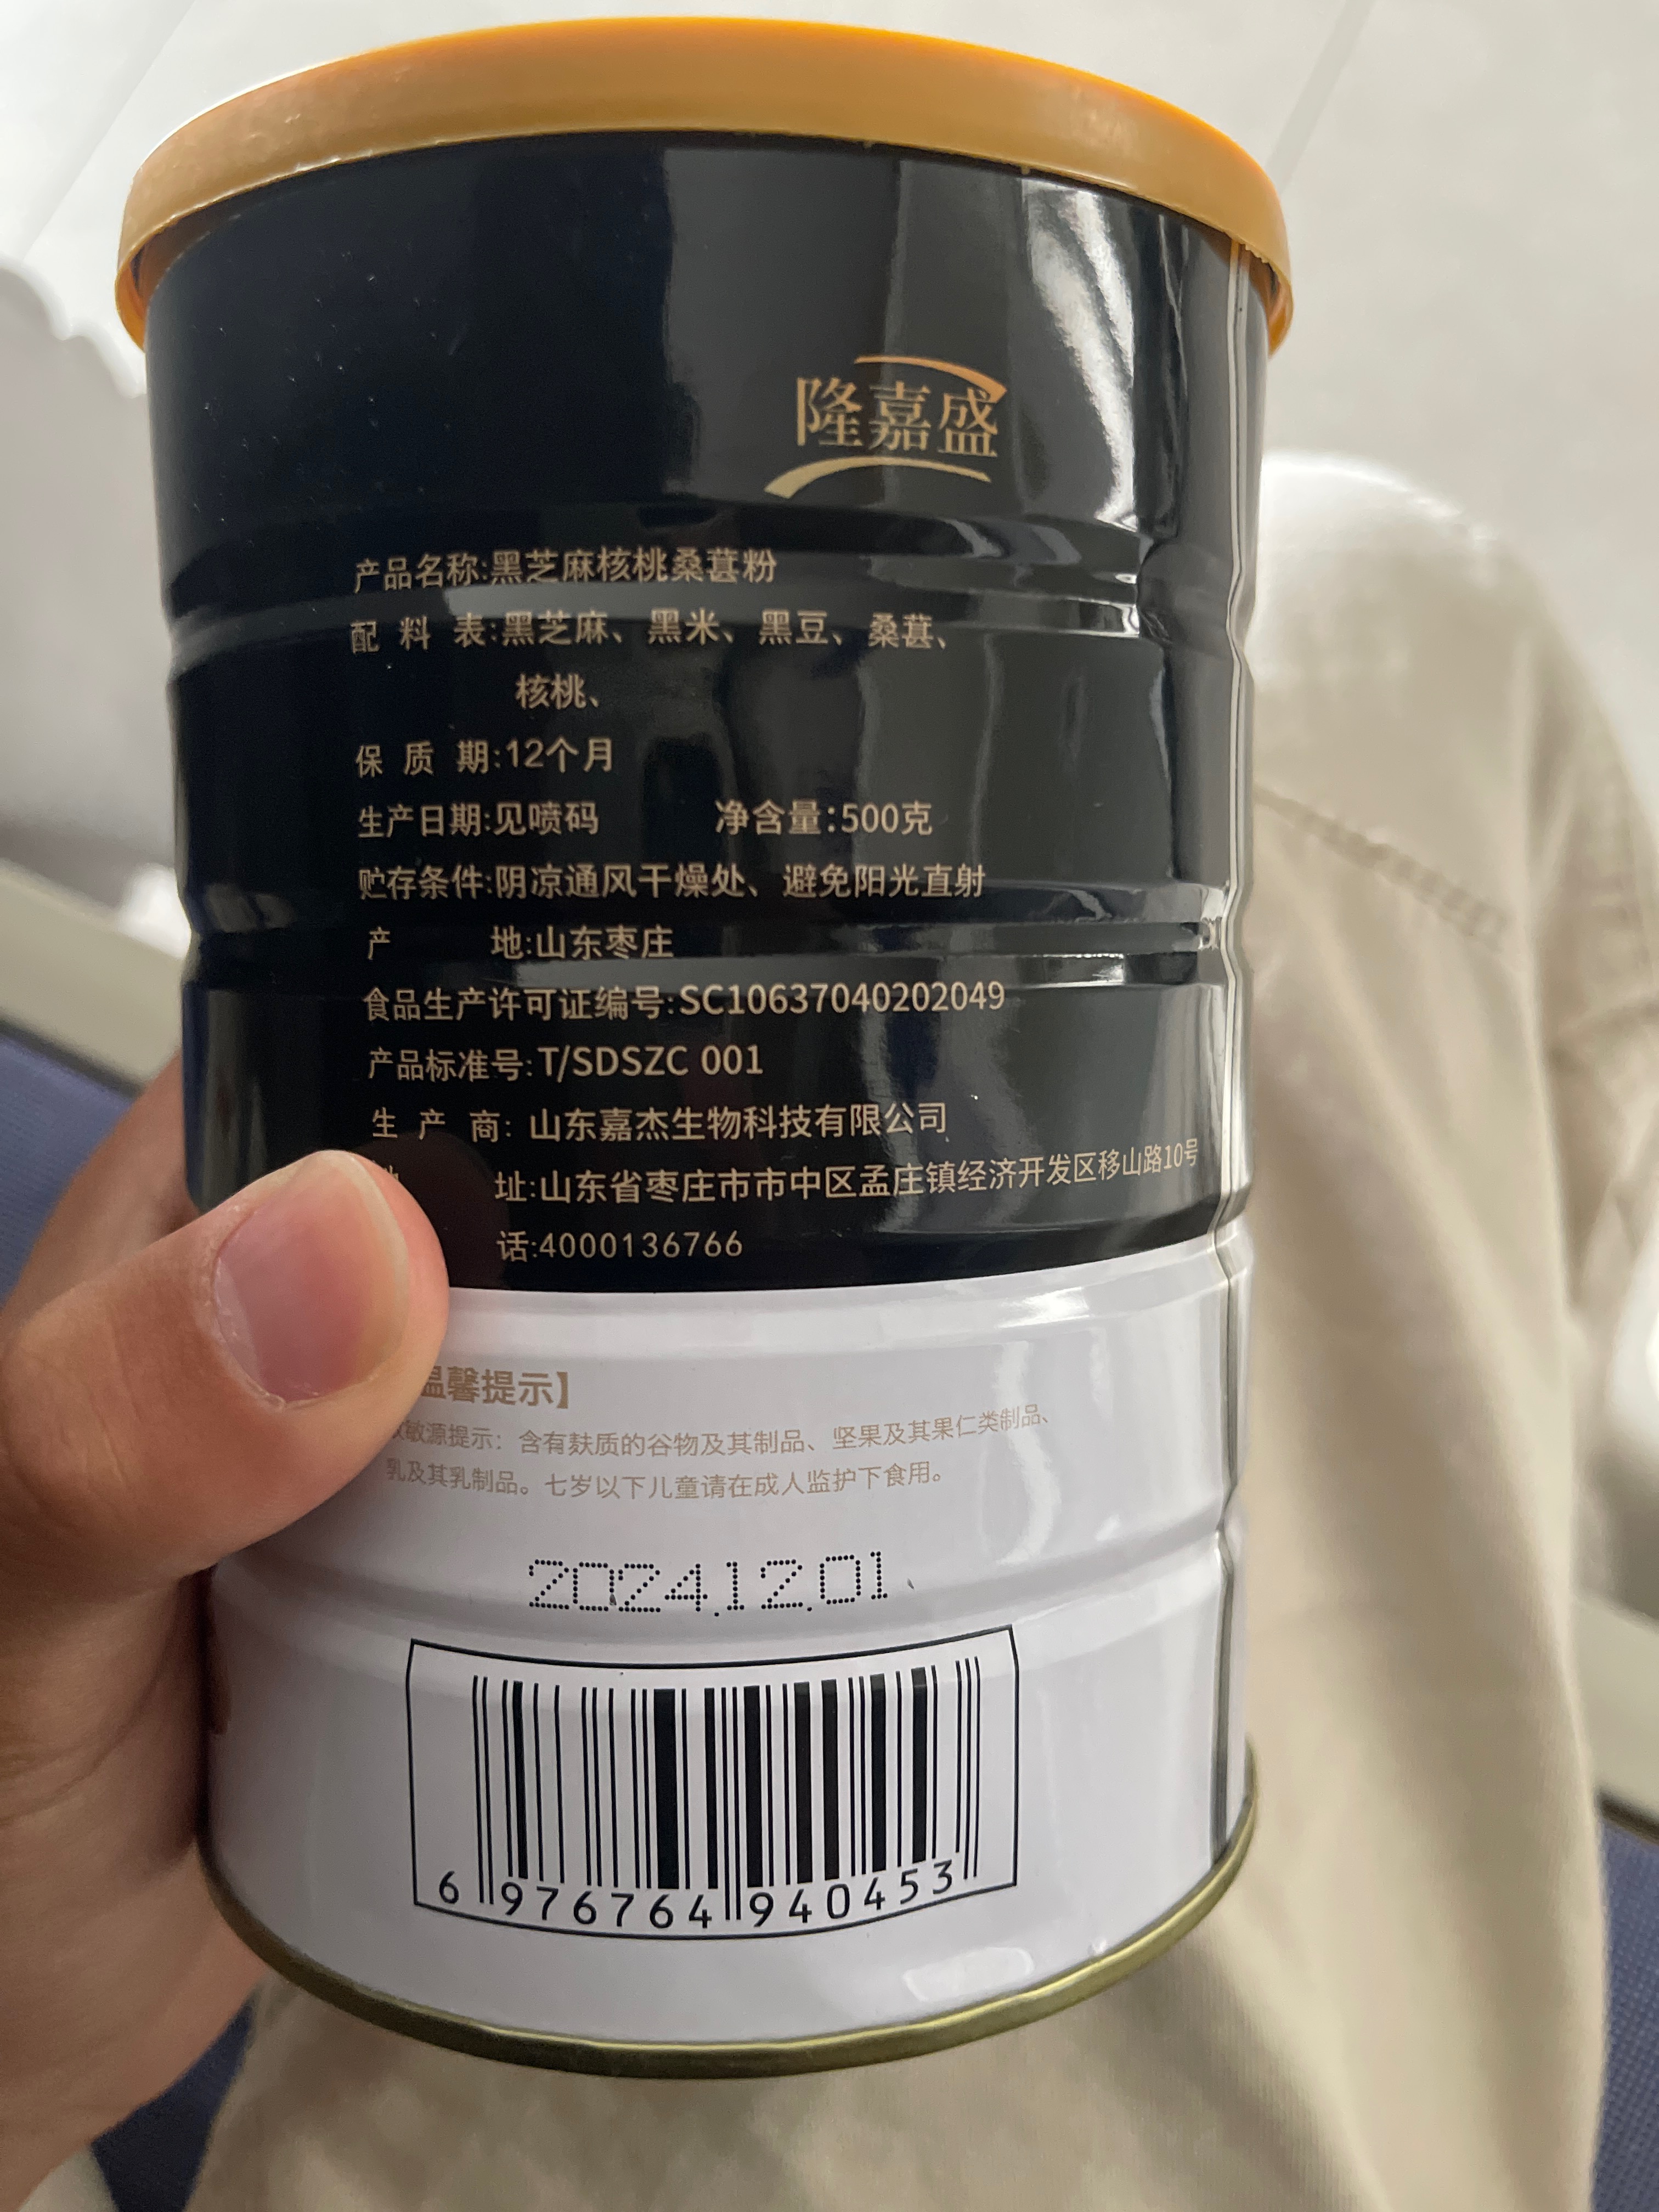 隆嘉盛
产品名称:黑芝麻核桃桑葚粉
配 料 表:黑芝麻、黑米、黑豆、桑葚、
核桃、
保 质 期:12个月
生产日期:见喷码 净含量:500克
贮存条件:阴凉通风干燥处、避免阳光直射
产 地:山东枣庄
食品生产许可证编号:SC10637040202049
产品标准号:T/SDSZC 001
生 产 商: 山东嘉杰生物科技有限公司
址:山东省枣庄市市中区孟庄镇经济开发区移山路10号
话:4000136766
温馨提示】
敏源提示: 含有麸质的谷物及其制品、坚果及其果仁类制品、
乳及其乳制品。七岁以下儿童请在成人监护下食用。
2024.12.01
6 976764 940453